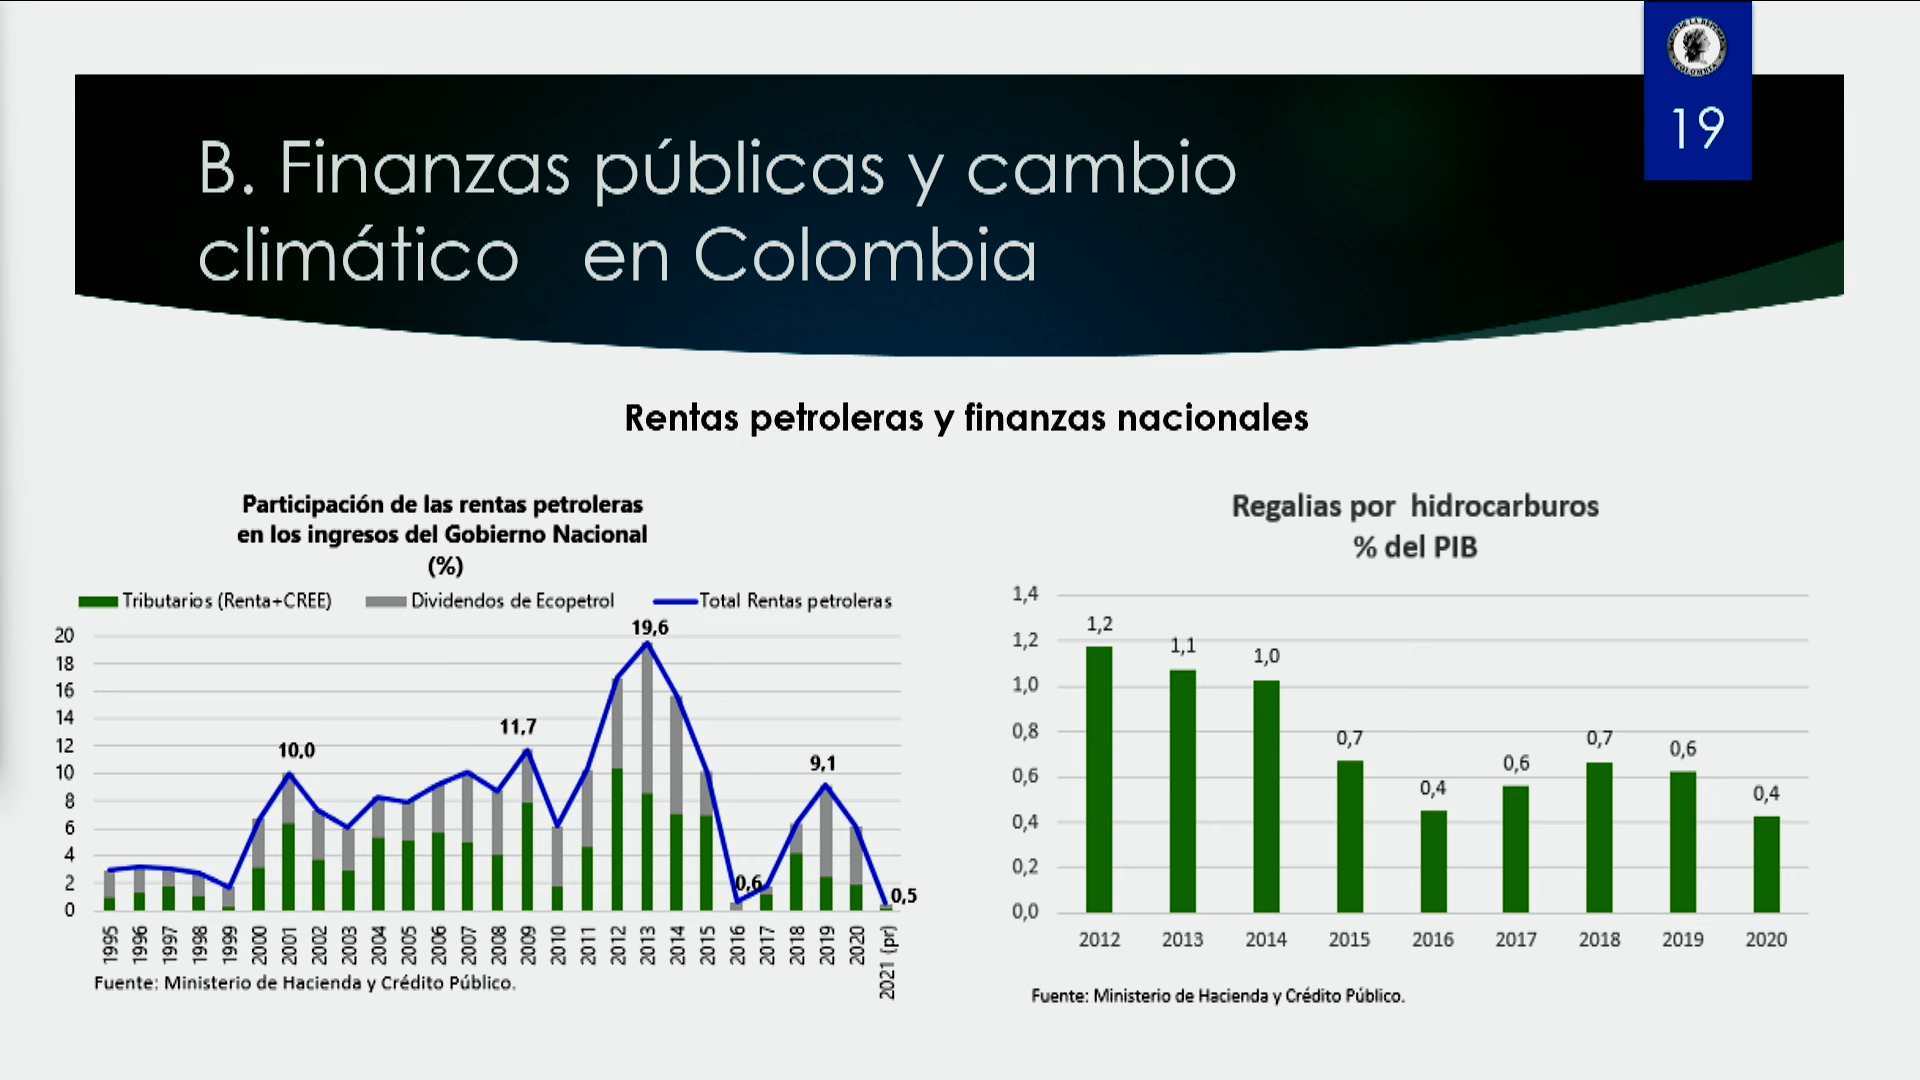 19
B. Finanzas públicas y cambio
climático en Colombia
Rentas petroleras y finanzas nacionales
Participación de las rentas petroleras
en los ingresos del Gobierno Nacional
(%)
Tributarios (Renta+CREE) Dividendos de Ecopetrol Total Rentas petroleras
20
18
16
14
12
10
8
6
4
2
0
10,0
11,7
19,6
0,6
9,1
0,5
1995 1996 1997 1998 1999 2000 2001 2002 2003 2004 2005 2006 2007 2008 2009 2010 2011 2012 2013 2014 2015 2016 2017 2018 2019 2020 2021 (pr)
Fuente: Ministerio de Hacienda y Crédito Público.
Regalias por hidrocarburos
% del PIB
1,4
1,2
1,0
0,8
0,6
0,4
0,2
0,0
1,2 1,1 1,0 0,7 0,4 0,6 0,7 0,6 0,4
2012 2013 2014 2015 2016 2017 2018 2019 2020
Fuente: Ministerio de Hacienda y Crédito Público.